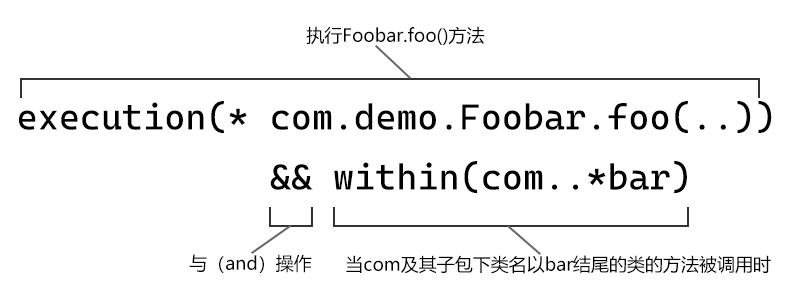 执行Foobar.foo()方法
execution(* com.demo.Foobar.foo(..))
&& within(com..*bar)
与（and）操作
当com及其子包下类名以bar结尾的类的方法被调用时